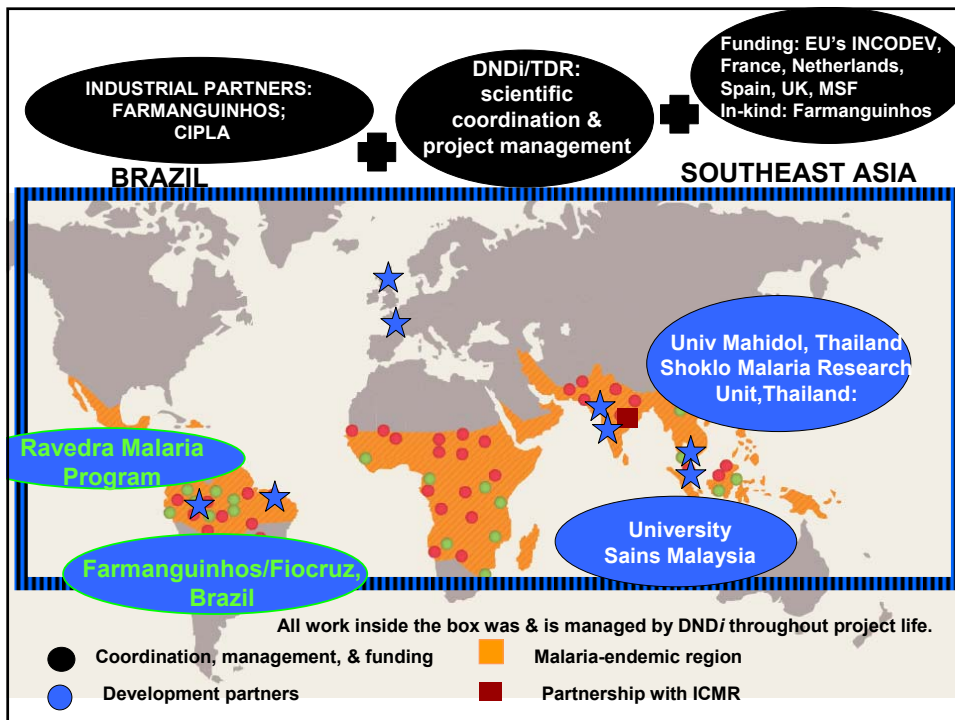 INDUSTRIAL PARTNERS:
FARMANGUINHOS;
CIPLA
DNDi/TDR:
scientific
coordination &
project management
Funding: EU's INCODEV,
France, Netherlands,
Spain, UK, MSF
In-kind: Farmanguinhos
BRAZIL
SOUTHEAST ASIA
Univ Mahidol, Thailand
Shoklo Malaria Research
Unit,Thailand:
Ravedra Malaria
Program
University
Sains Malaysia
Farmanguinhos/Fiocruz,
Brazil
All work inside the box was & is managed by DNDi throughout project life.
Coordination, management, & funding
Malaria-endemic region
Development partners
Partnership with ICMR